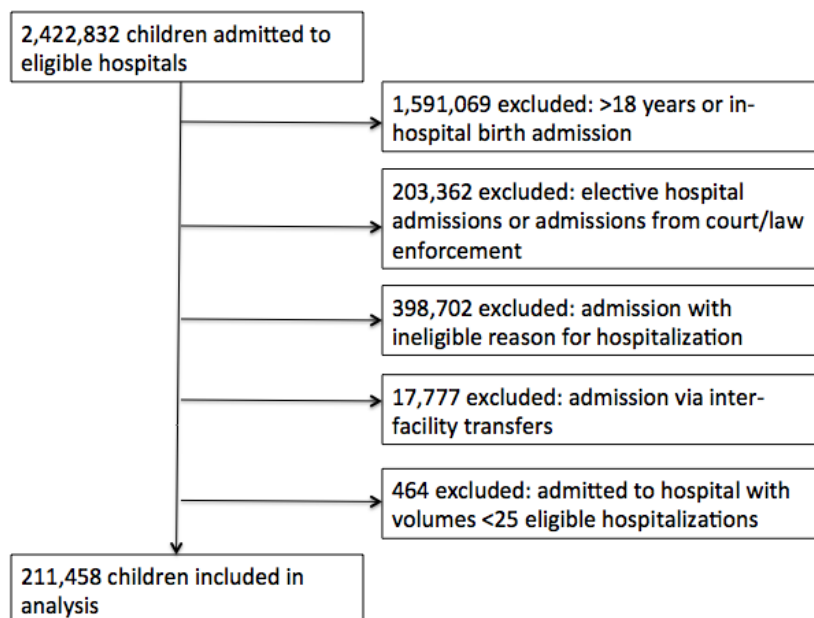 2,422,832 children admitted to
eligible hospitals
1,591,069 excluded: >18 years or in-
hospital birth admission
203,362 excluded: elective hospital
admissions or admissions from court/law
enforcement
398,702 excluded: admission with
ineligible reason for hospitalization
17,777 excluded: admission via inter-
facility transfers
464 excluded: admitted to hospital with
volumes <25 eligible hospitalizations
211,458 children included in
analysis